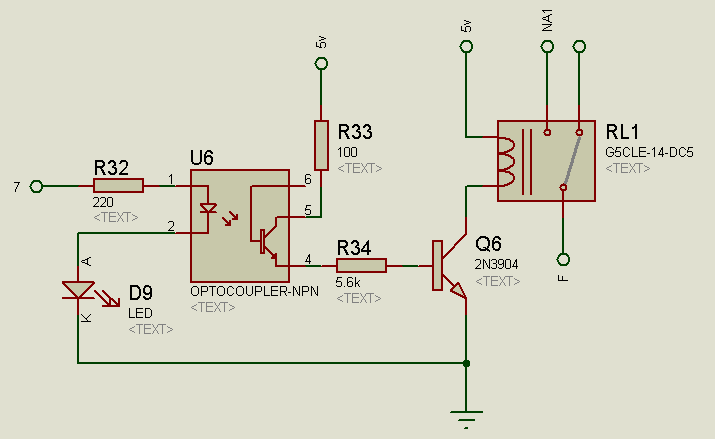 5v
5v
NA1
R33
100
<TEXT>
RL1
G5CLE-14-DC5
<TEXT>
U6
R32
7
220
<TEXT>
1
2
6
5
4
OPTOCOUPLER-NPN
<TEXT>
R34
5.6k
<TEXT>
Q6
2N3904
<TEXT>
F
A
K
D9
LED
<TEXT>